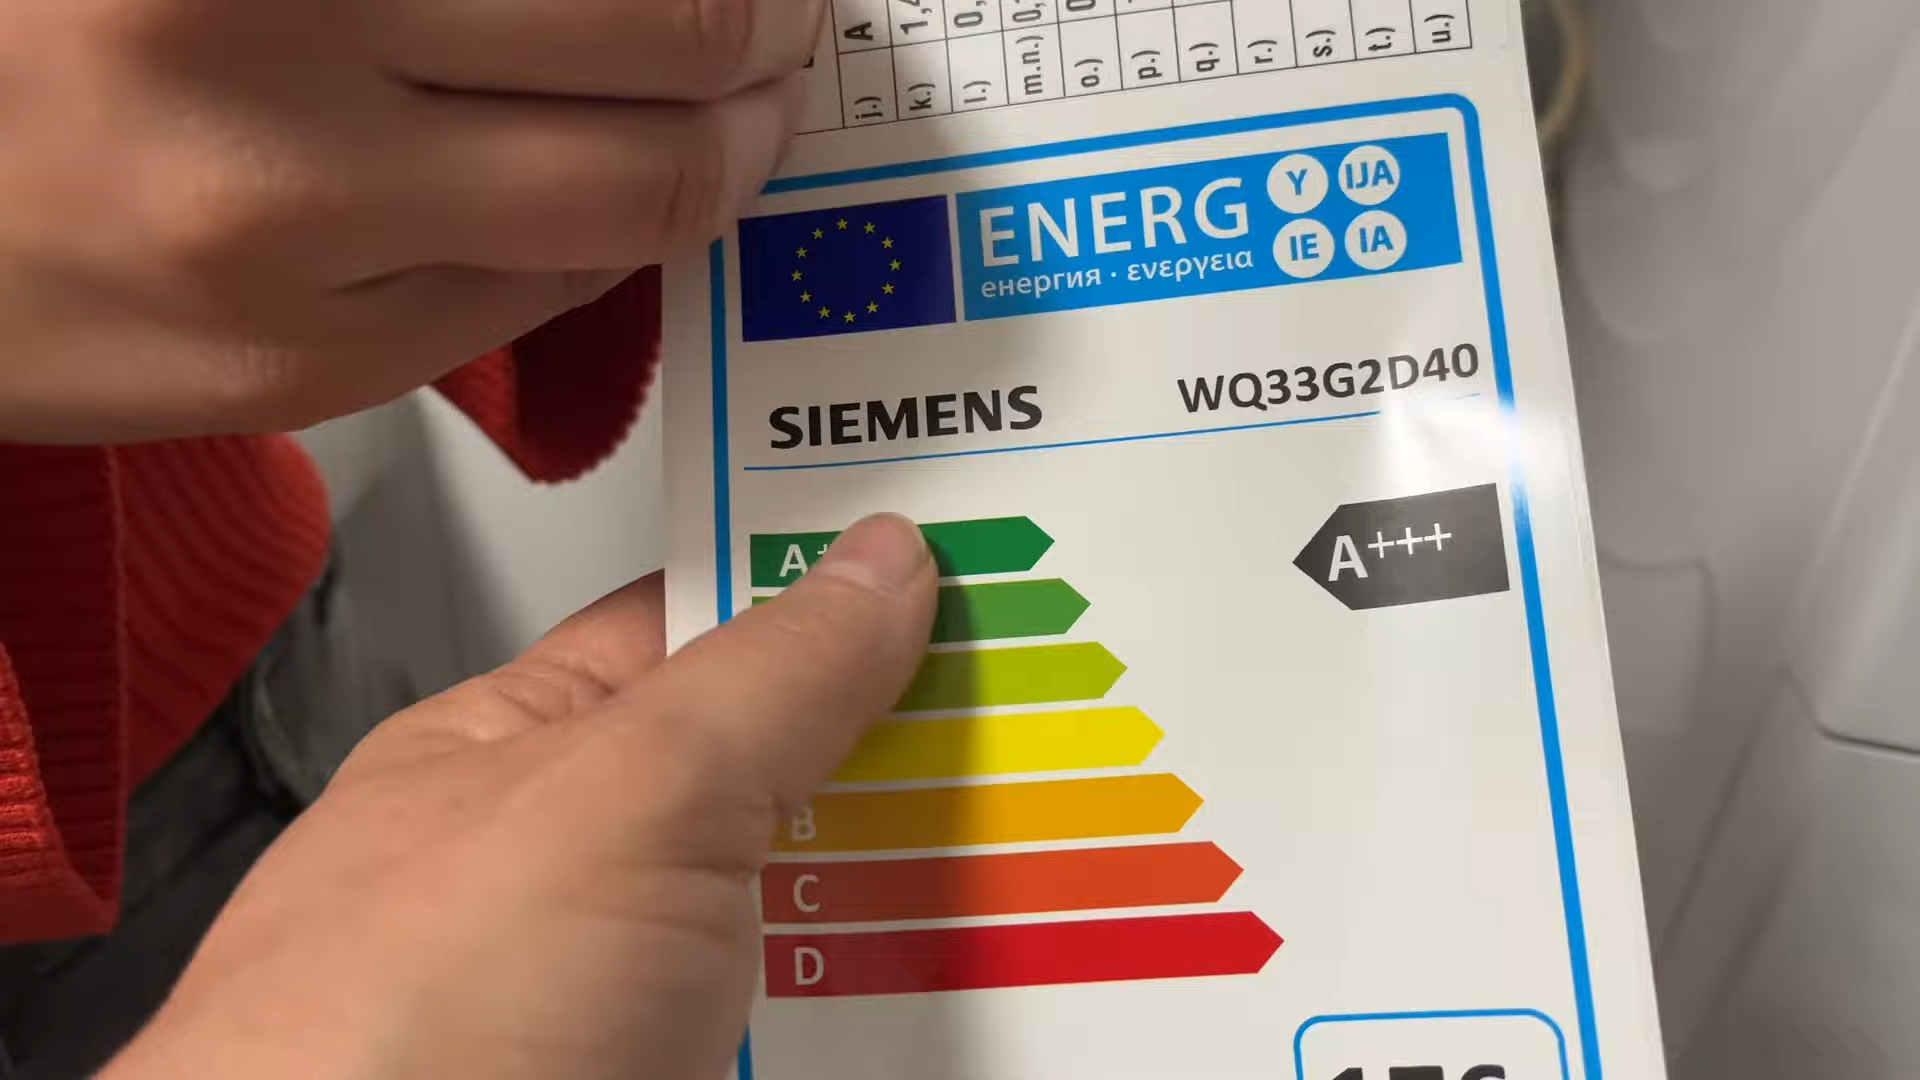 A
j.) k.) l.) m.n.) o.) p.) q.) r.) s.) t.) u.)
ENERG Y IJA
IE IA
енергия · ενεργεια
SIEMENS WQ33G2D40
A+++
B
C
D